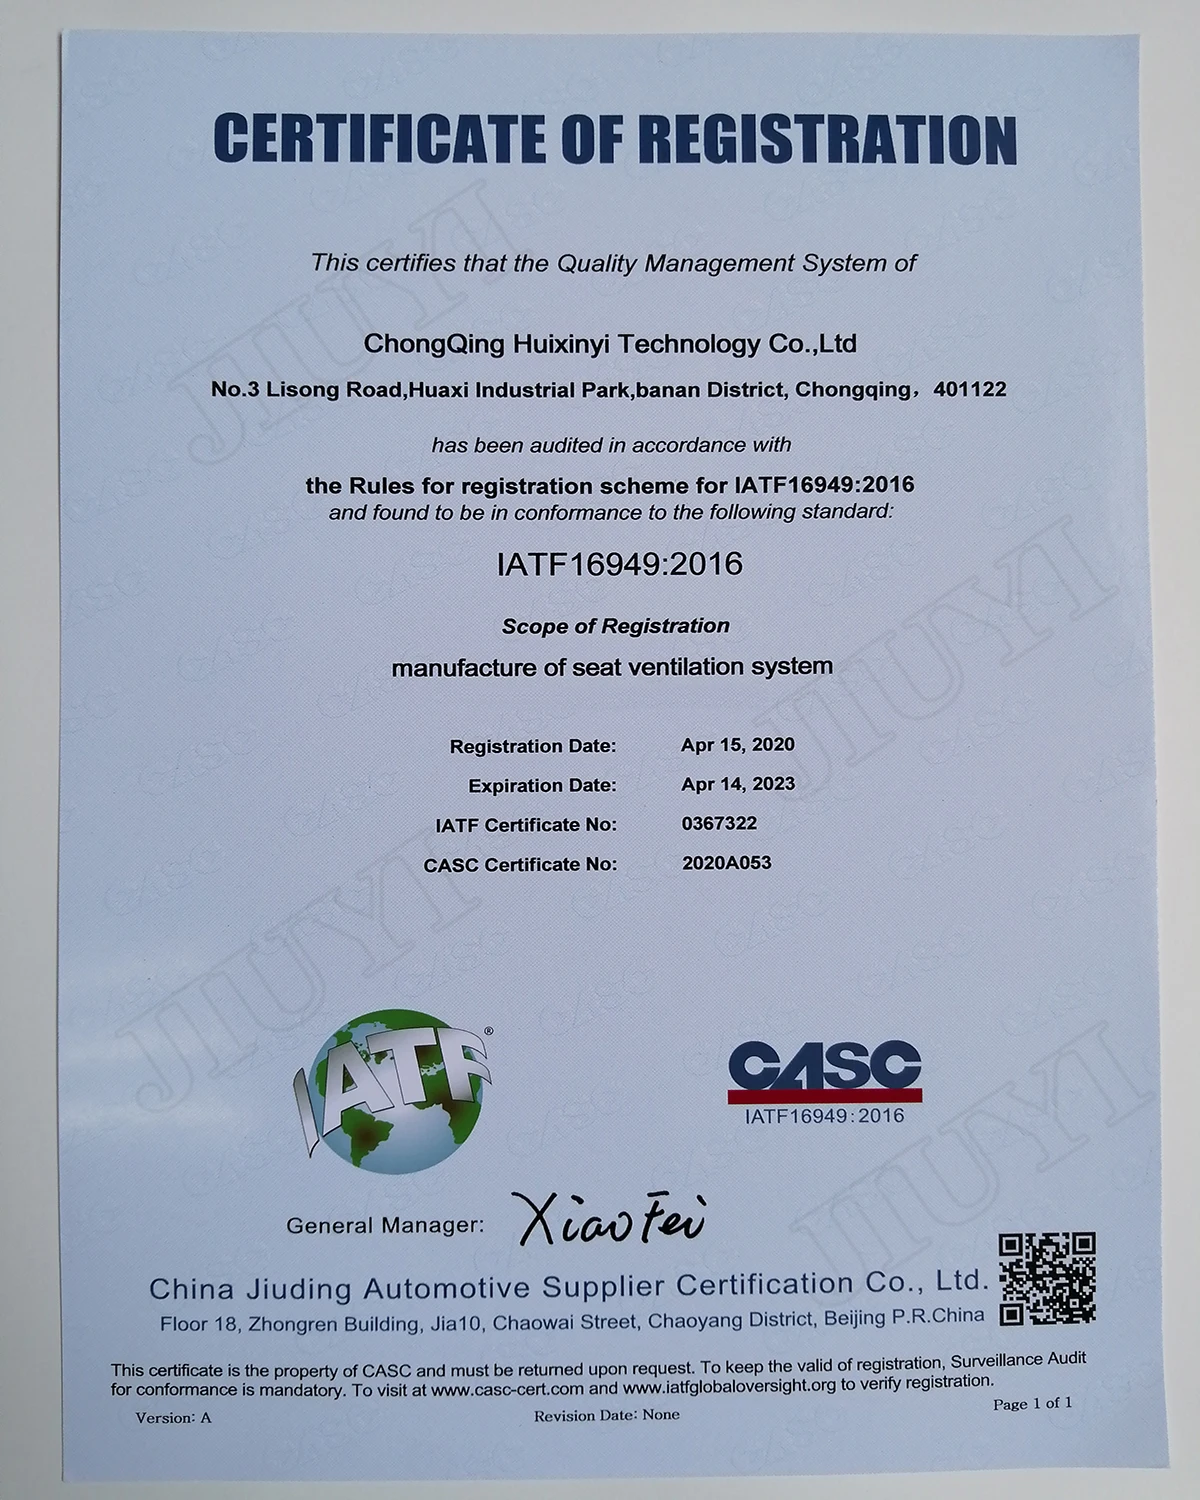 CERTIFICATE OF REGISTRATION
This certifies that the Quality Management System of
ChongQing Huixinyi Technology Co.,Ltd
No.3 Lisong Road,Huaxi Industrial Park,banan District, Chongqing，401122
has been audited in accordance with
the Rules for registration scheme for IATF16949:2016
and found to be in conformance to the following standard:
IATF16949:2016
Scope of Registration
manufacture of seat ventilation system
Registration Date: Apr 15, 2020
Expiration Date: Apr 14, 2023
IATF Certificate No: 0367322
CASC Certificate No: 2020A053
IATF®
CASC
IATF16949:2016
General Manager: Xiao Fei
China Jiuding Automotive Supplier Certification Co., Ltd.
Floor 18, Zhongren Building, Jia10, Chaowai Street, Chaoyang District, Beijing P.R.China
This certificate is the property of CASC and must be returned upon request. To keep the valid of registration, Surveillance Audit
for conformance is mandatory. To visit at www.casc-cert.com and www.iatfglobaloversight.org to verify registration.
Version: A
Revision Date: None
Page 1 of 1
JIUYI
JIUYI
JIUYI
JIUYI